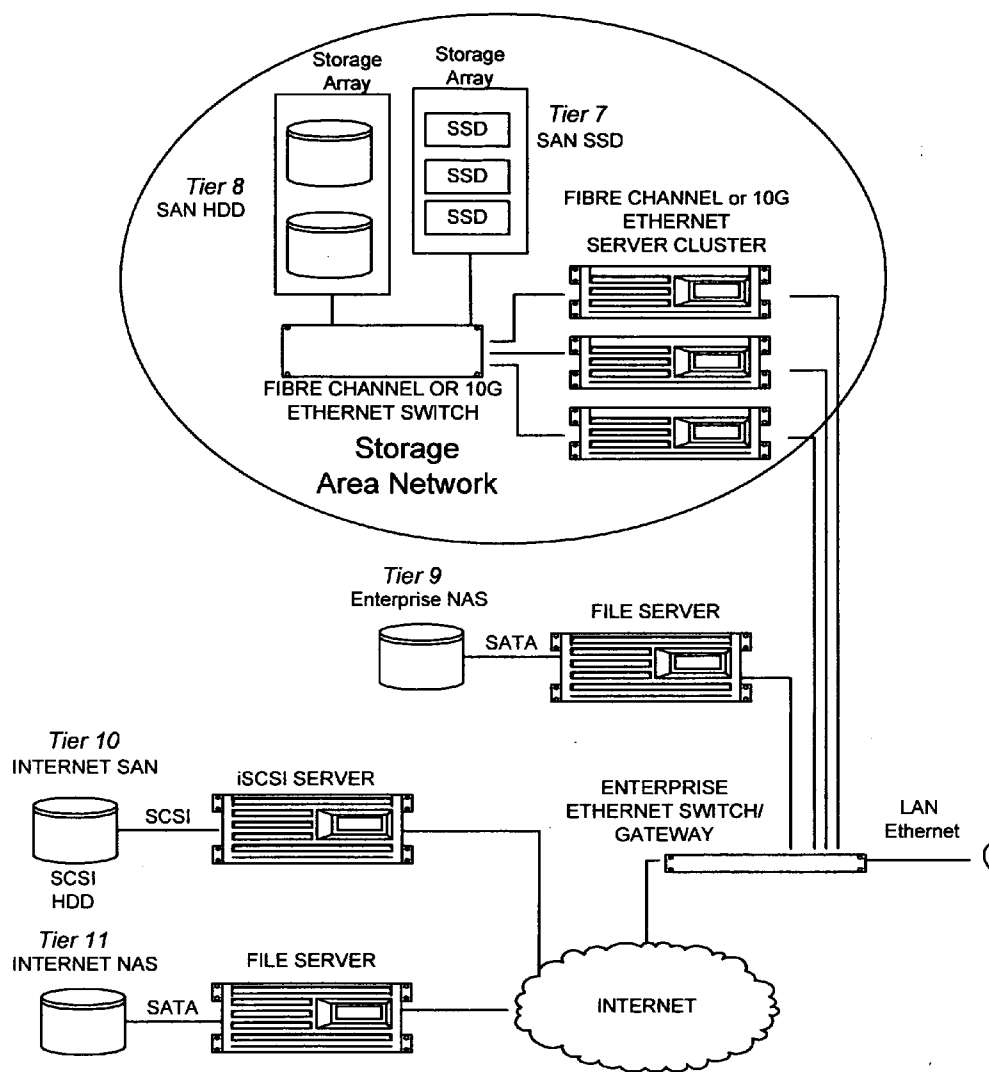 Storage
Array
Storage
Array
Tier 7
SAN SSD
SSD
SSD
SSD
Tier 8
SAN HDD
FIBRE CHANNEL or 10G
ETHERNET
SERVER CLUSTER
FIBRE CHANNEL OR 10G
ETHERNET SWITCH
Storage
Area Network
Tier 9
Enterprise NAS
SATA
FILE SERVER
Tier 10
INTERNET SAN
SCSI
iSCSI SERVER
SCSI
HDD
ENTERPRISE
ETHERNET SWITCH/
GATEWAY
LAN
Ethernet
Tier 11
INTERNET NAS
SATA
FILE SERVER
INTERNET